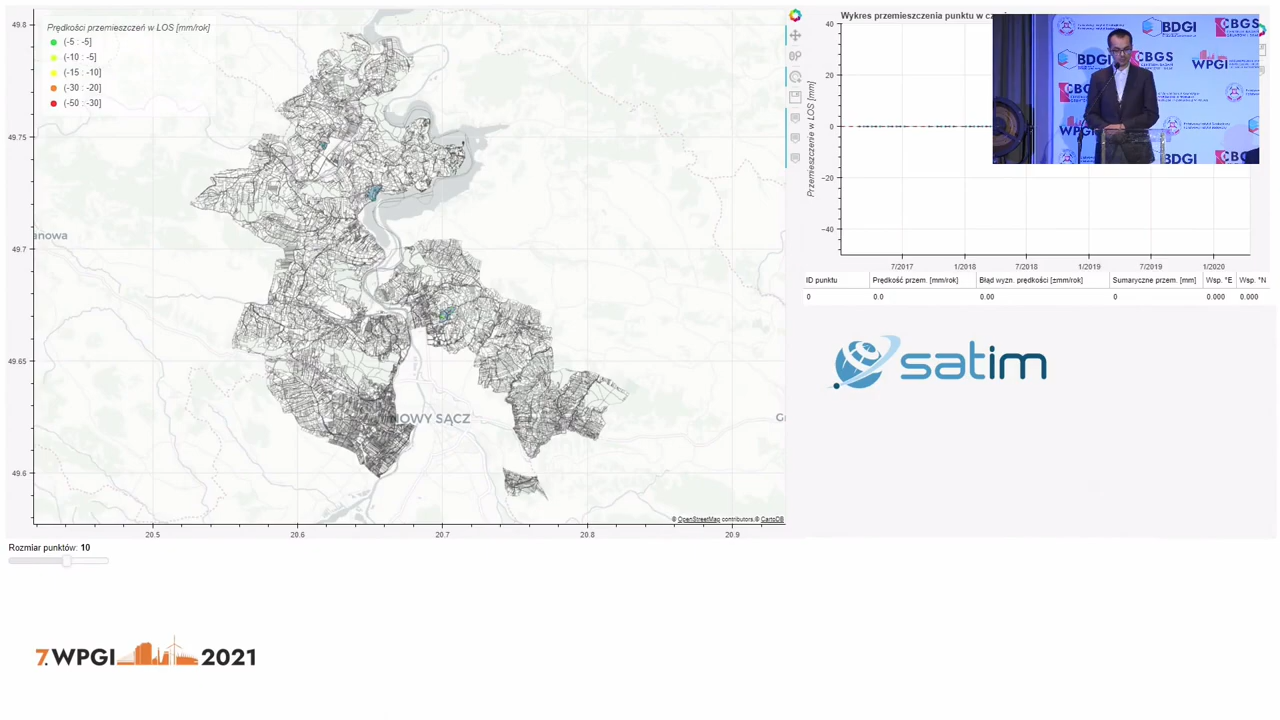 Prędkości przemieszczeń w LOS [mm/rok]
(-5 : -5]
(-10 : -5]
(-15 : -10]
(-30 : -20]
(-50 : -30]
49.8
49.75
49.7
49.65
49.6
anowa
NOWY SĄCZ
G
© OpenStreetMap contributors,© CartoDB
20.5
20.6
20.7
20.8
20.9
Rozmiar punktów: 10
Wykres przemieszczenia punktu w cz
Przemieszczenie w LOS [mm]
40
20
0
−20
−40
7/2017
1/2018
7/2018
1/2019
7/2019
1/2020
BDGI
CBGS
BDGI
CBGS
WPGI
WPGI
BDGI
ID punktu
Prędkość przem. [mm/rok]
Błąd wyzn. prędkości [±mm/rok]
Sumaryczne przem. [mm]
Wsp. °E
Wsp. °N
0
0.0
0.00
0
0.000
0.000
satim
7. WPGI 2021